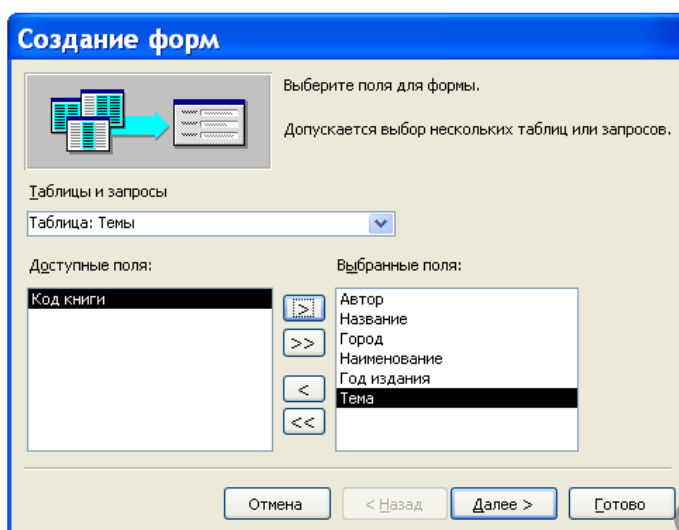 Создание форм
Выберите поля для формы.
Допускается выбор нескольких таблиц или запросов.
Таблицы и запросы
Таблица: Темы
Доступные поля:
Выбранные поля:
Код книги
>
>>
<
<<
Автор
Название
Город
Наименование
Год издания
Тема
Отмена
< Назад
Далее >
Готово